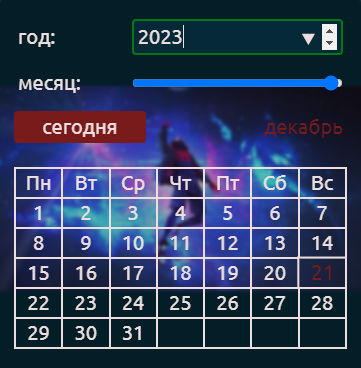 год: 2023
месяц:
сегодня декабрь
Пн Вт Ср Чт Пт Сб Вс
1 2 3 4 5 6 7
8 9 10 11 12 13 14
15 16 17 18 19 20 21
22 23 24 25 26 27 28
29 30 31